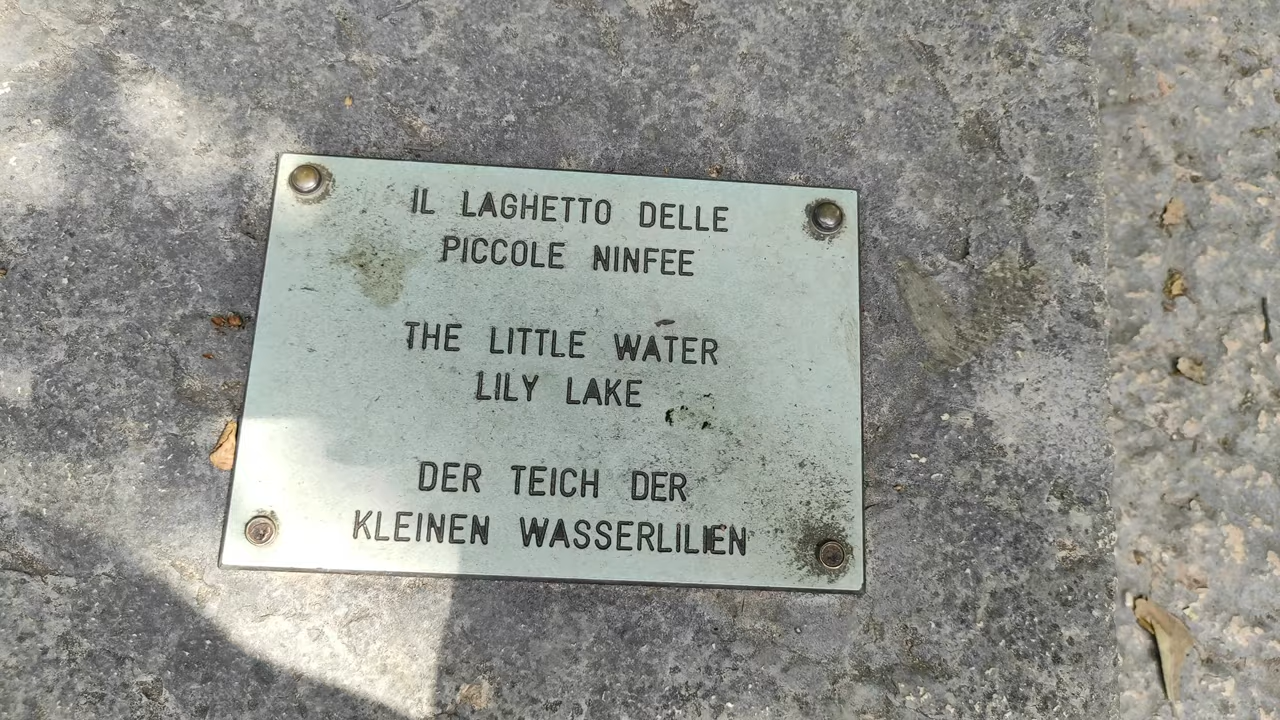 IL LAGHETTO DELLE
PICCOLE NINFEE
THE LITTLE WATER
LILY LAKE
DER TEICH DER
KLEINEN WASSERLILIEN